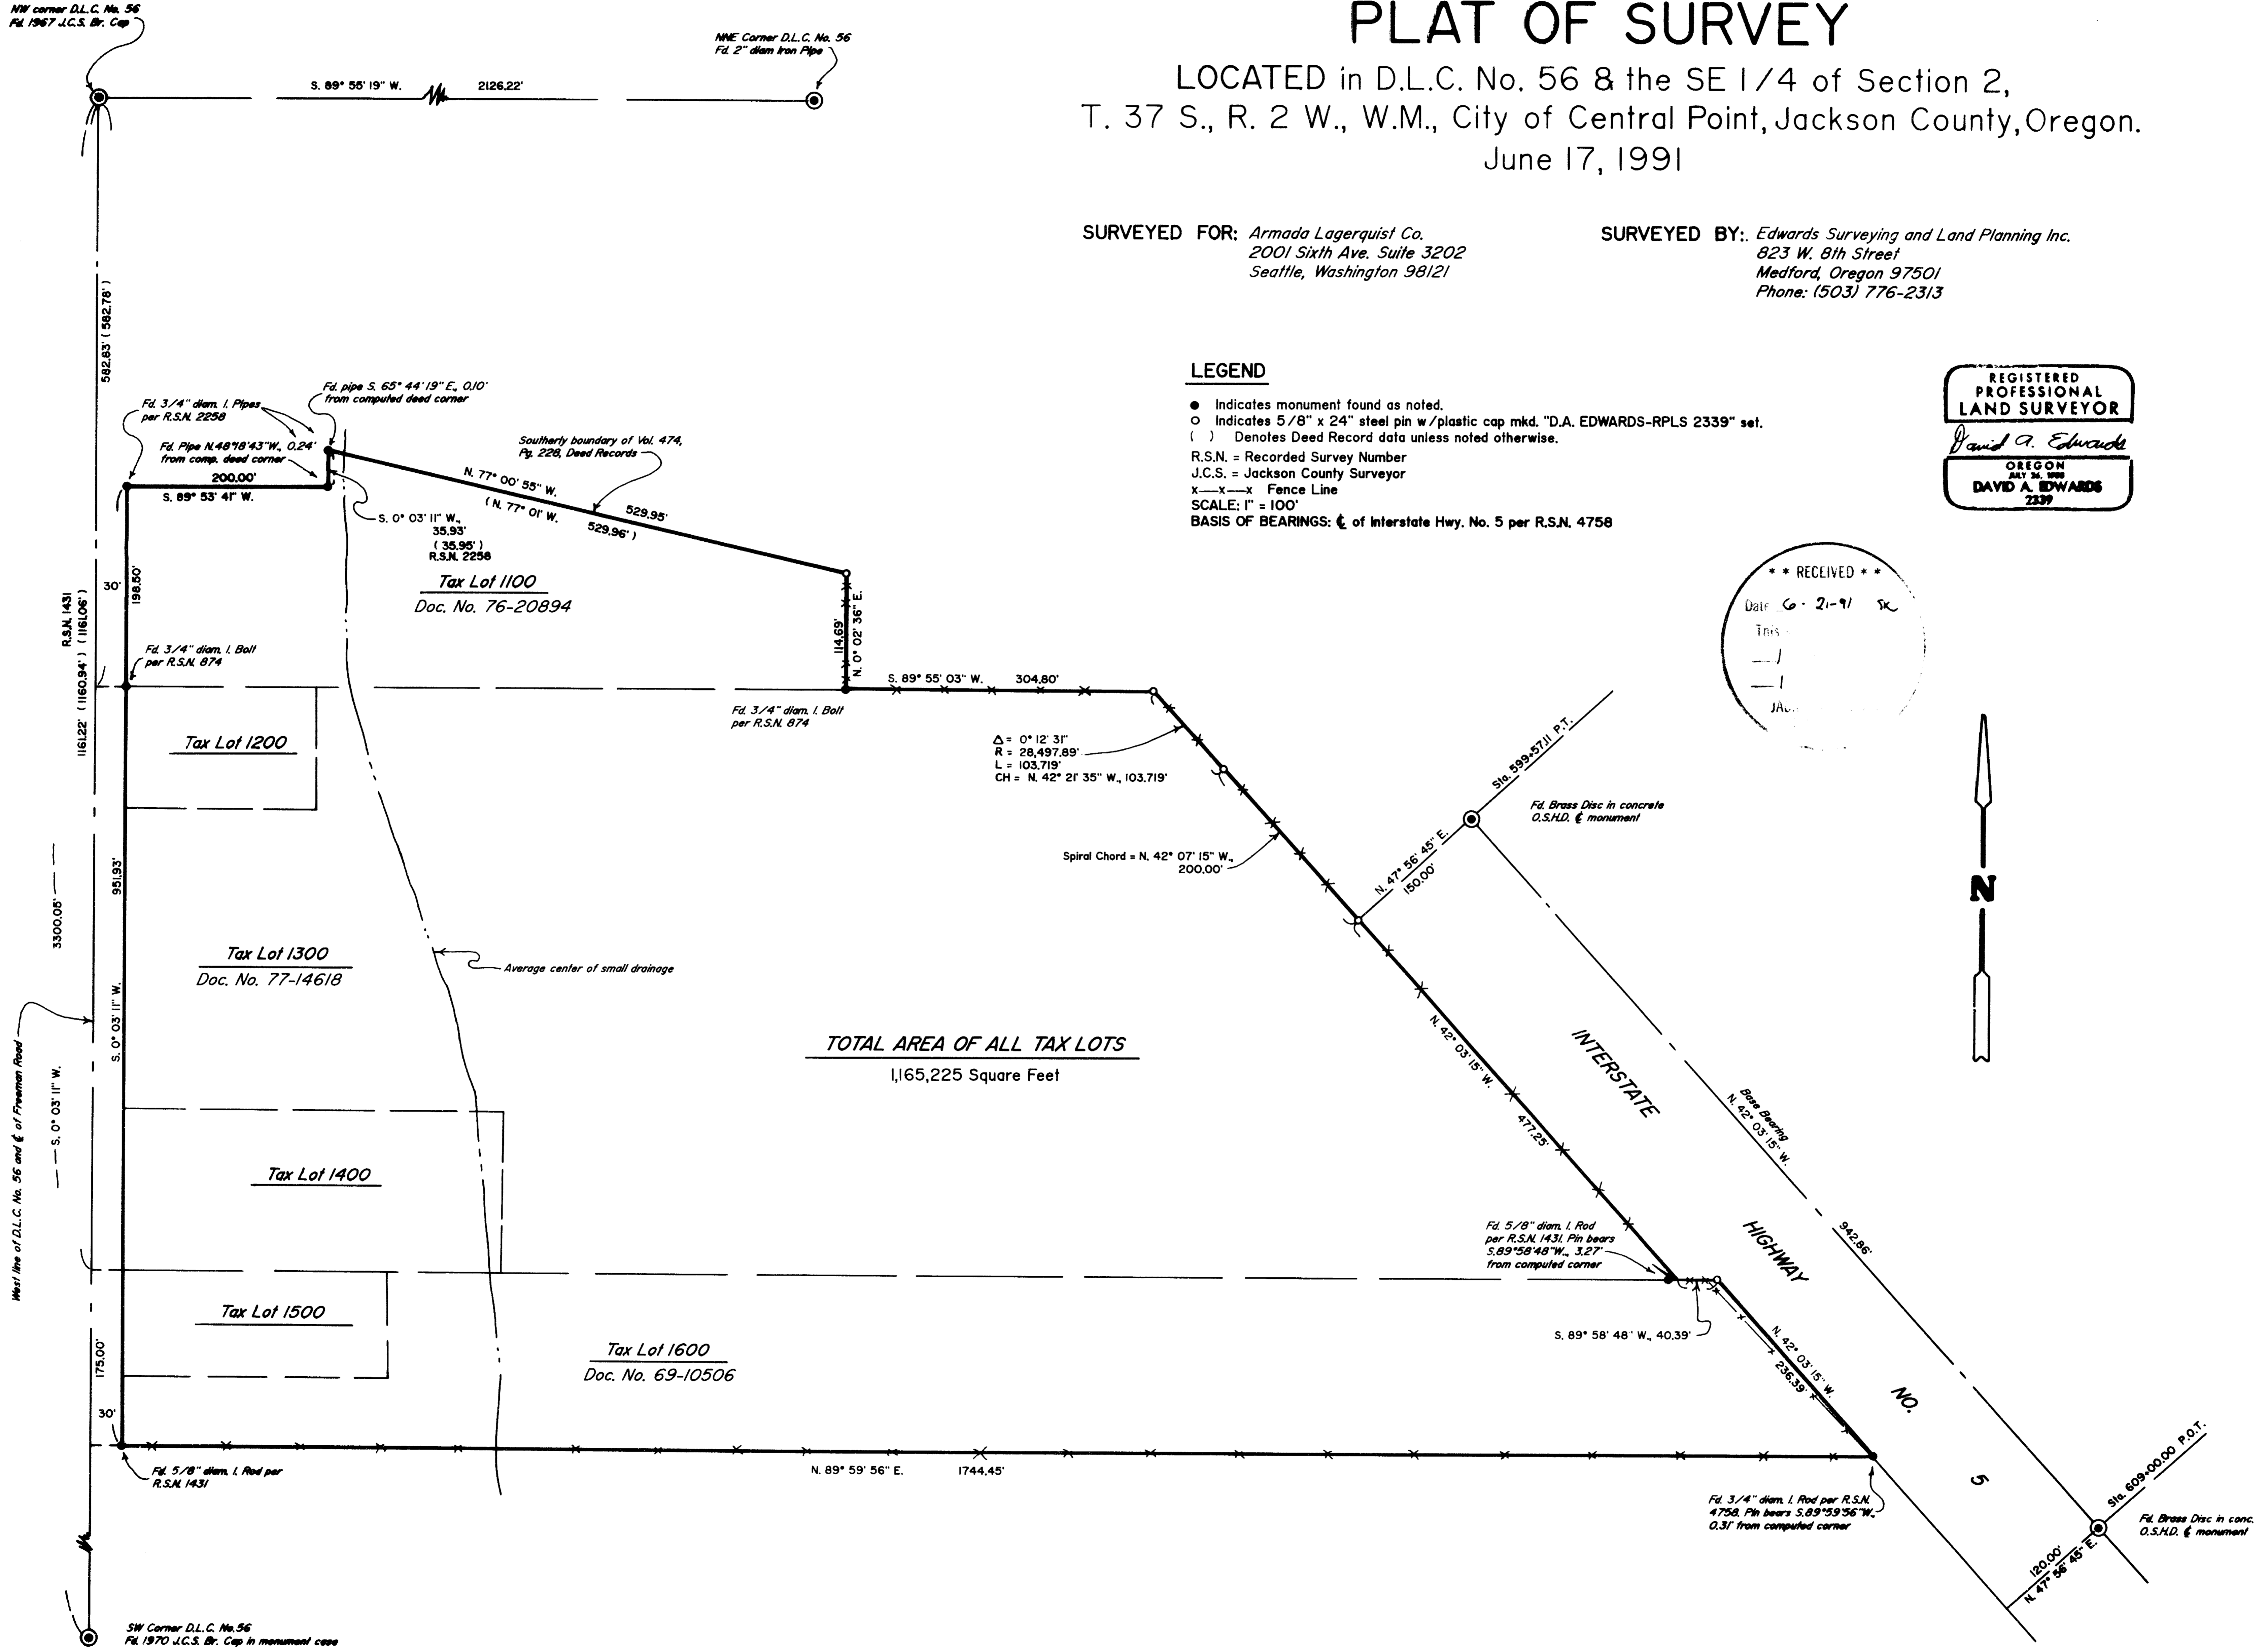 PLAT OF SURVEY
LOCATED in D.L.C. No. 56 & the SE 1/4 of Section 2,
T. 37 S., R. 2 W., W.M., City of Central Point, Jackson County, Oregon.
June 17, 1991
SURVEYED FOR: Armada Lagerquist Co.
2001 Sixth Ave. Suite 3202
Seattle, Washington 98121
SURVEYED BY:. Edwards Surveying and Land Planning Inc.
823 W. 8th Street
Medford, Oregon 97501
Phone: (503) 776-2313
LEGEND
● Indicates monument found as noted.
○ Indicates 5/8" x 24" steel pin w/plastic cap mkd. "D.A. EDWARDS-RPLS 2339" set.
( ) Denotes Deed Record data unless noted otherwise.
R.S.N. = Recorded Survey Number
J.C.S. = Jackson County Surveyor
x—x—x Fence Line
SCALE: 1" = 100'
BASIS OF BEARINGS: ℄ of Interstate Hwy. No. 5 per R.S.N. 4758
REGISTERED
PROFESSIONAL
LAND SURVEYOR
David A. Edwards
OREGON
JULY 26, 1988
DAVID A. EDWARDS
2339
* * RECEIVED * *
Date 6-21-91 SK
This
NW corner D.L.C. No. 56
Fd. 1967 J.C.S. Br. Cap
NNE Corner D.L.C. No. 56
Fd. 2" diam Iron Pipe
S. 89° 55' 19" W. 2126.22'
582.83' ( 582.78' )
Fd. pipe S. 65° 44' 19" E., 0.10'
from computed deed corner
Fd. 3/4" diam. I. Pipes
per R.S.N. 2258
Fd. Pipe N.48°18'43"W., 0.24'
from comp. deed corner
200.00'
S. 89° 53' 41" W.
Southerly boundary of Vol. 474,
Pg. 228, Deed Records
N. 77° 00' 55" W. 529.95'
( N. 77° 01' W. 529.96' )
S. 0° 03' 11" W.,
35.93'
( 35.95' )
R.S.N. 2258
Tax Lot 1100
Doc. No. 76-20894
30'
198.50'
R.S.N. 1431
1161.22' (1160.94') (1161.06')
Fd. 3/4" diam. I. Bolt
per R.S.N. 874
114.69'
N. 0° 02' 36" E.
S. 89° 55' 03" W. 304.80'
Fd. 3/4" diam. I. Bolt
per R.S.N. 874
Tax Lot 1200
Δ = 0° 12' 31"
R = 28,497.89'
L = 103.719'
CH = N. 42° 21' 35" W., 103.719'
Sta. 599+57.11 P.T.
Fd. Brass Disc in concrete
O.S.H.D. ℄ monument
Spiral Chord = N. 42° 07' 15" W.,
200.00'
N. 47° 56' 45" E.
150.00'
951.93'
3300.05'
Tax Lot 1300
Doc. No. 77-14618
Average center of small drainage
S. 0° 03' 11" W.
S. 0° 03' 11" W.
West line of D.L.C. No. 56 and ℄ of Freeman Road
TOTAL AREA OF ALL TAX LOTS
1,165,225 Square Feet
N. 42° 03' 15" W.
477.25'
INTERSTATE
HIGHWAY
NO.
5
Base Bearing
N. 42° 03' 15" W.
942.86'
N
Tax Lot 1400
Fd. 5/8" diam. I. Rod
per R.S.N. 1431. Pin bears
S.89°58'48"W., 3.27'
from computed corner
S. 89° 58' 48' W., 40.39'
Tax Lot 1500
Tax Lot 1600
Doc. No. 69-10506
N. 42° 03' 15" W.
236.39'
175.00'
30'
Fd. 5/8" diam. I. Rod per
R.S.N. 1431
N. 89° 59' 56" E. 1744.45'
Fd. 3/4" diam. I. Rod per R.S.N.
4758. Pin bears S.89°59'56"W.,
0.31' from computed corner
Sta. 609+00.00 P.O.T.
Fd. Brass Disc in conc.
O.S.H.D. ℄ monument
120.00'
N. 47° 56' 45" E.
SW Corner D.L.C. No.56
Fd. 1970 J.C.S. Br. Cap in monument case